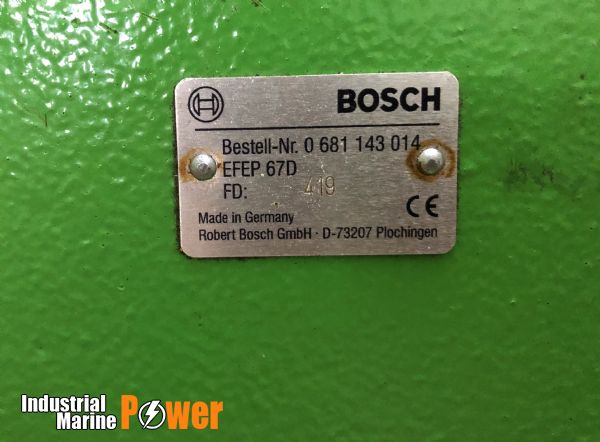 BOSCH
Bestell-Nr. 0 681 143 014
EFEP 67D
FD: 419
CE
Made in Germany
Robert Bosch GmbH · D-73207 Plochingen
Industrial
Marine Power